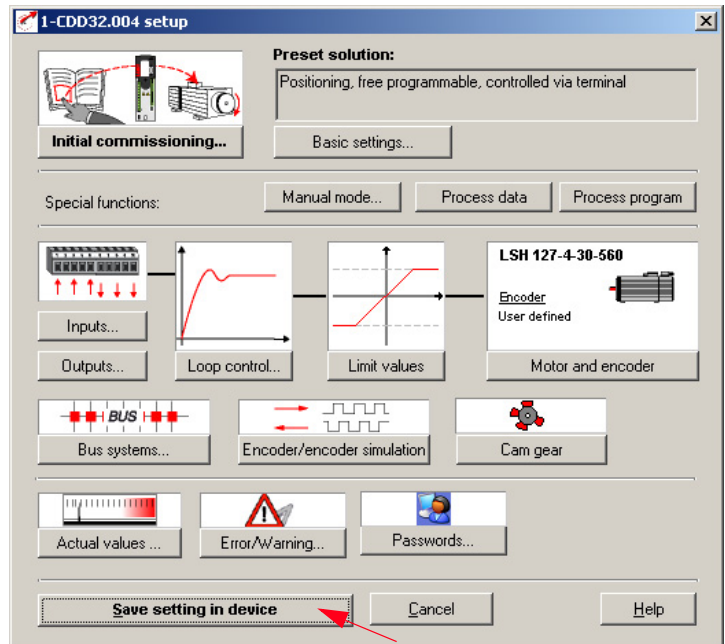 1-CDD32.004 setup
Preset solution:
Positioning, free programmable, controlled via terminal
Initial commissioning...
Basic settings...
Special functions:
Manual mode...
Process data
Process program
LSH 127-4-30-560
Encoder
User defined
Inputs...
Outputs...
Loop control...
Limit values
Motor and encoder
BUS
Bus systems...
Encoder/encoder simulation
Cam gear
Actual values ...
Error/Warning...
Passwords...
Save setting in device
Cancel
Help